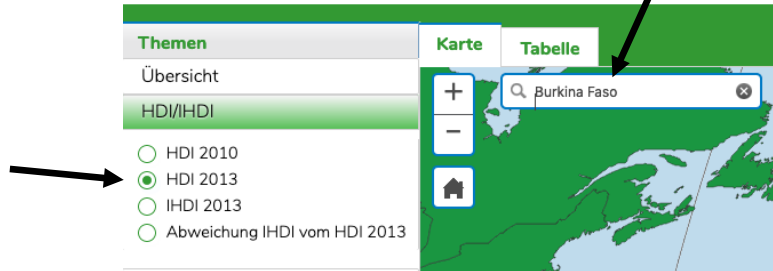 Themen
Übersicht
HDI/IHDI
HDI 2010
HDI 2013
IHDI 2013
Abweichung IHDI vom HDI 2013
Karte
Tabelle
+
Burkina Faso
−